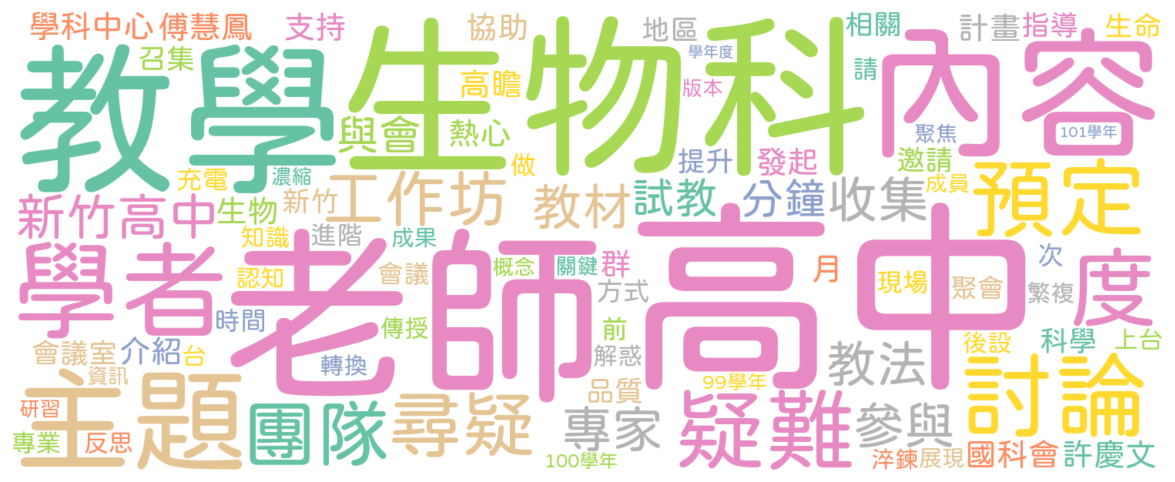 學科中心 傅慧鳳 支持 協助 地區 相關 計畫 指導 生命
召集 學年度
教學 生物科 內容
高瞻 版本 請
與會 熱心 聚焦 101學年
提升 發起 邀請
充電 濃縮 做 成員
新竹高中 生物 新竹 工作坊 教材 試教 分鐘 收集 預定
知識 進階 成果
學者 老師 高中 度
認知 會議 概念 關鍵 群 月 現場 聚會 次 繁複
方式
時間 傳授 前
會議室 介紹 台 轉換 解惑 教法 後設 科學 上台
資訊 99學年
主題 團隊 尋疑 品質 專家 疑難 參與 討論
研習
專業 反思 100學年 淬鍊 展現 國科會 許慶文